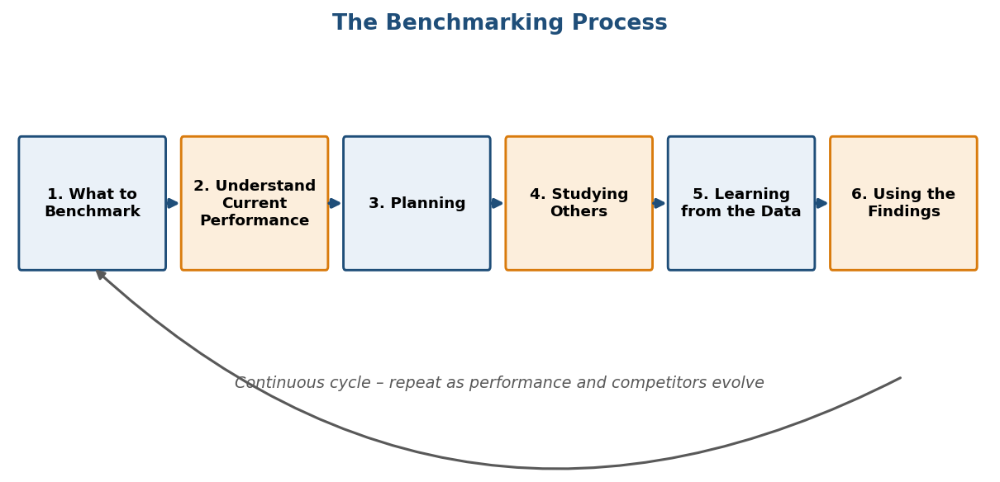 The Benchmarking Process
1. What to
Benchmark
2. Understand
Current
Performance
3. Planning
4. Studying
Others
5. Learning
from the Data
6. Using the
Findings
Continuous cycle – repeat as performance and competitors evolve